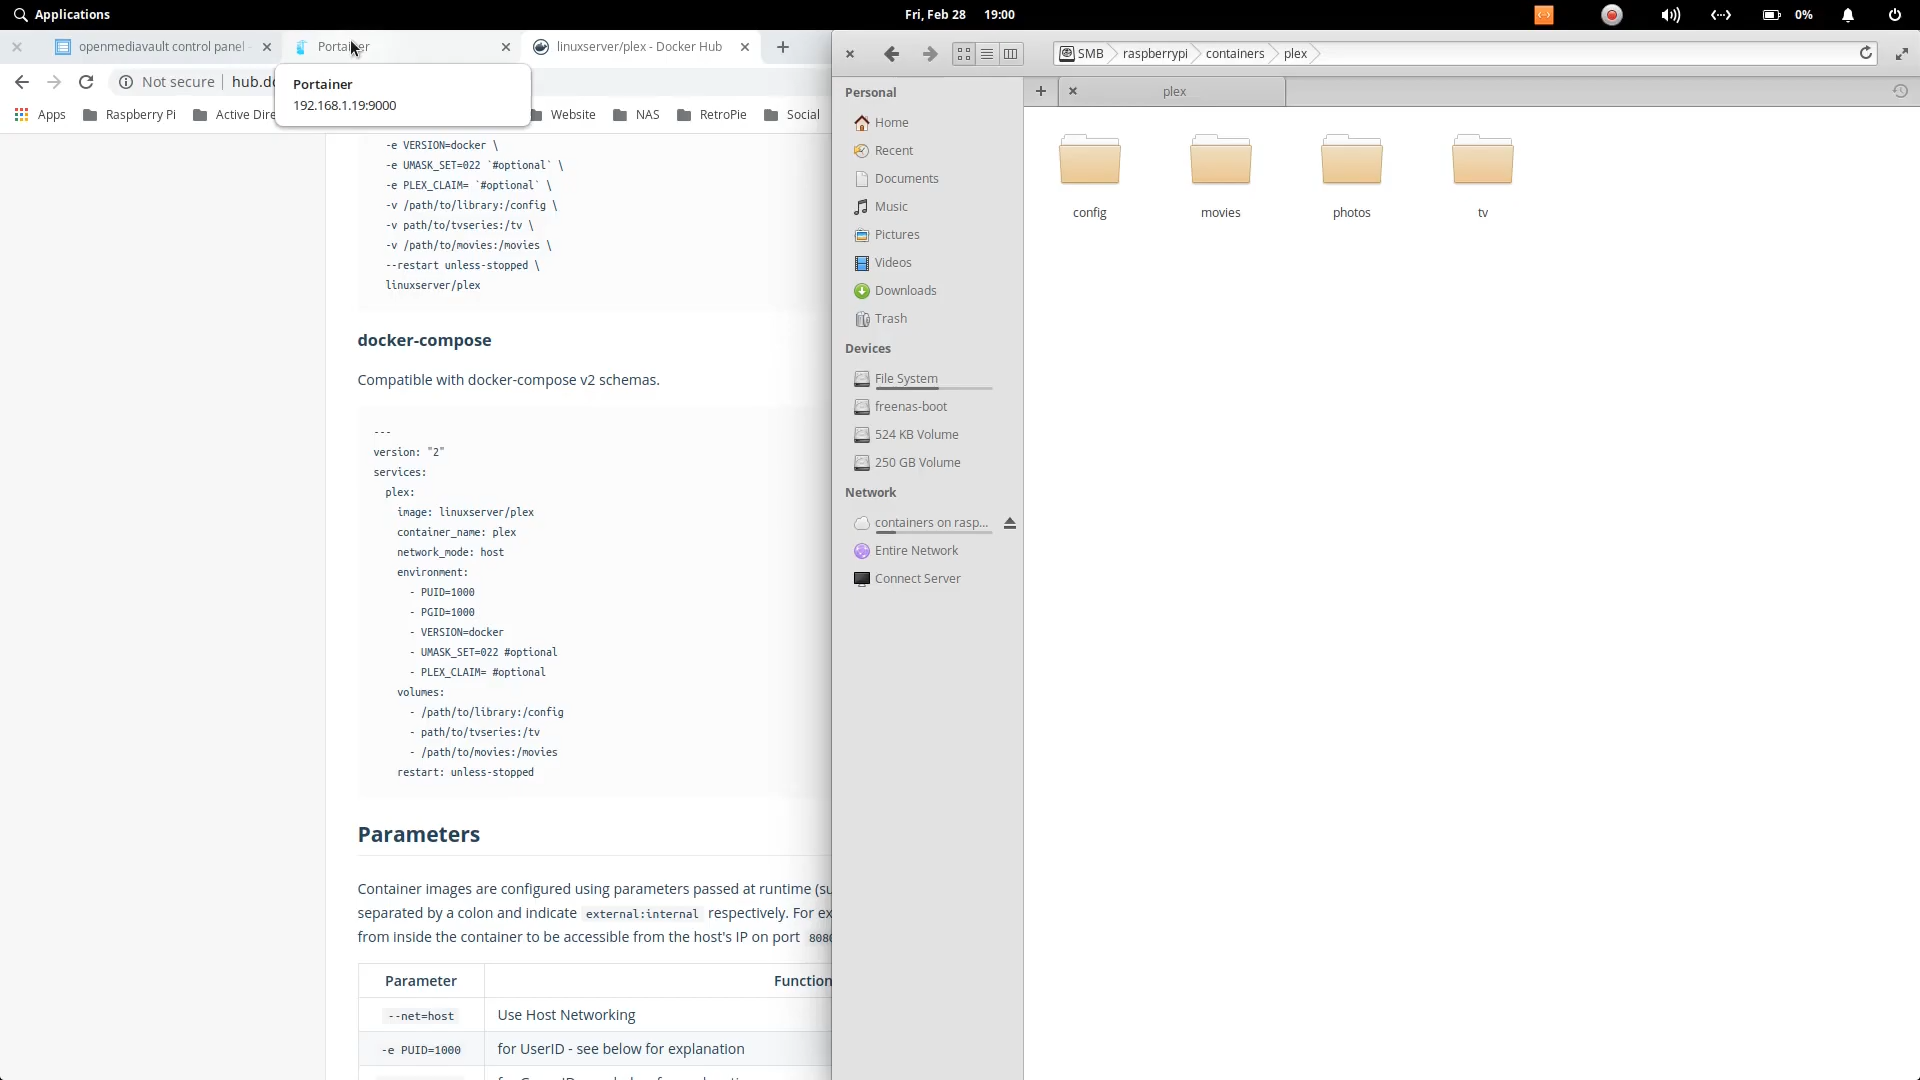 Applications
Fri, Feb 28 19:00
0%
openmediavault control panel -
Portainer
linuxserver/plex - Docker Hub
Not secure
hub.do
Portainer
192.168.1.19:9000
Apps
Raspberry Pi
Active Dire
Website
NAS
RetroPie
Social
-e VERSION=docker \
-e UMASK_SET=022 `#optional` \
-e PLEX_CLAIM= `#optional` \
-v /path/to/library:/config \
-v path/to/tvseries:/tv \
-v /path/to/movies:/movies \
--restart unless-stopped \
linuxserver/plex
docker-compose
Compatible with docker-compose v2 schemas.
---
version: "2"
services:
plex:
image: linuxserver/plex
container_name: plex
network_mode: host
environment:
- PUID=1000
- PGID=1000
- VERSION=docker
- UMASK_SET=022 #optional
- PLEX_CLAIM= #optional
volumes:
- /path/to/library:/config
- path/to/tvseries:/tv
- /path/to/movies:/movies
restart: unless-stopped
Parameters
Container images are configured using parameters passed at runtime (su
separated by a colon and indicate external:internal respectively. For ex
from inside the container to be accessible from the host's IP on port 8080
Parameter
Function
--net=host
Use Host Networking
-e PUID=1000
for UserID - see below for explanation
SMB
raspberrypi
containers
plex
plex
Personal
Home
Recent
Documents
Music
Pictures
Videos
Downloads
Trash
Devices
File System
freenas-boot
524 KB Volume
250 GB Volume
Network
containers on rasp...
Entire Network
Connect Server
config
movies
photos
tv